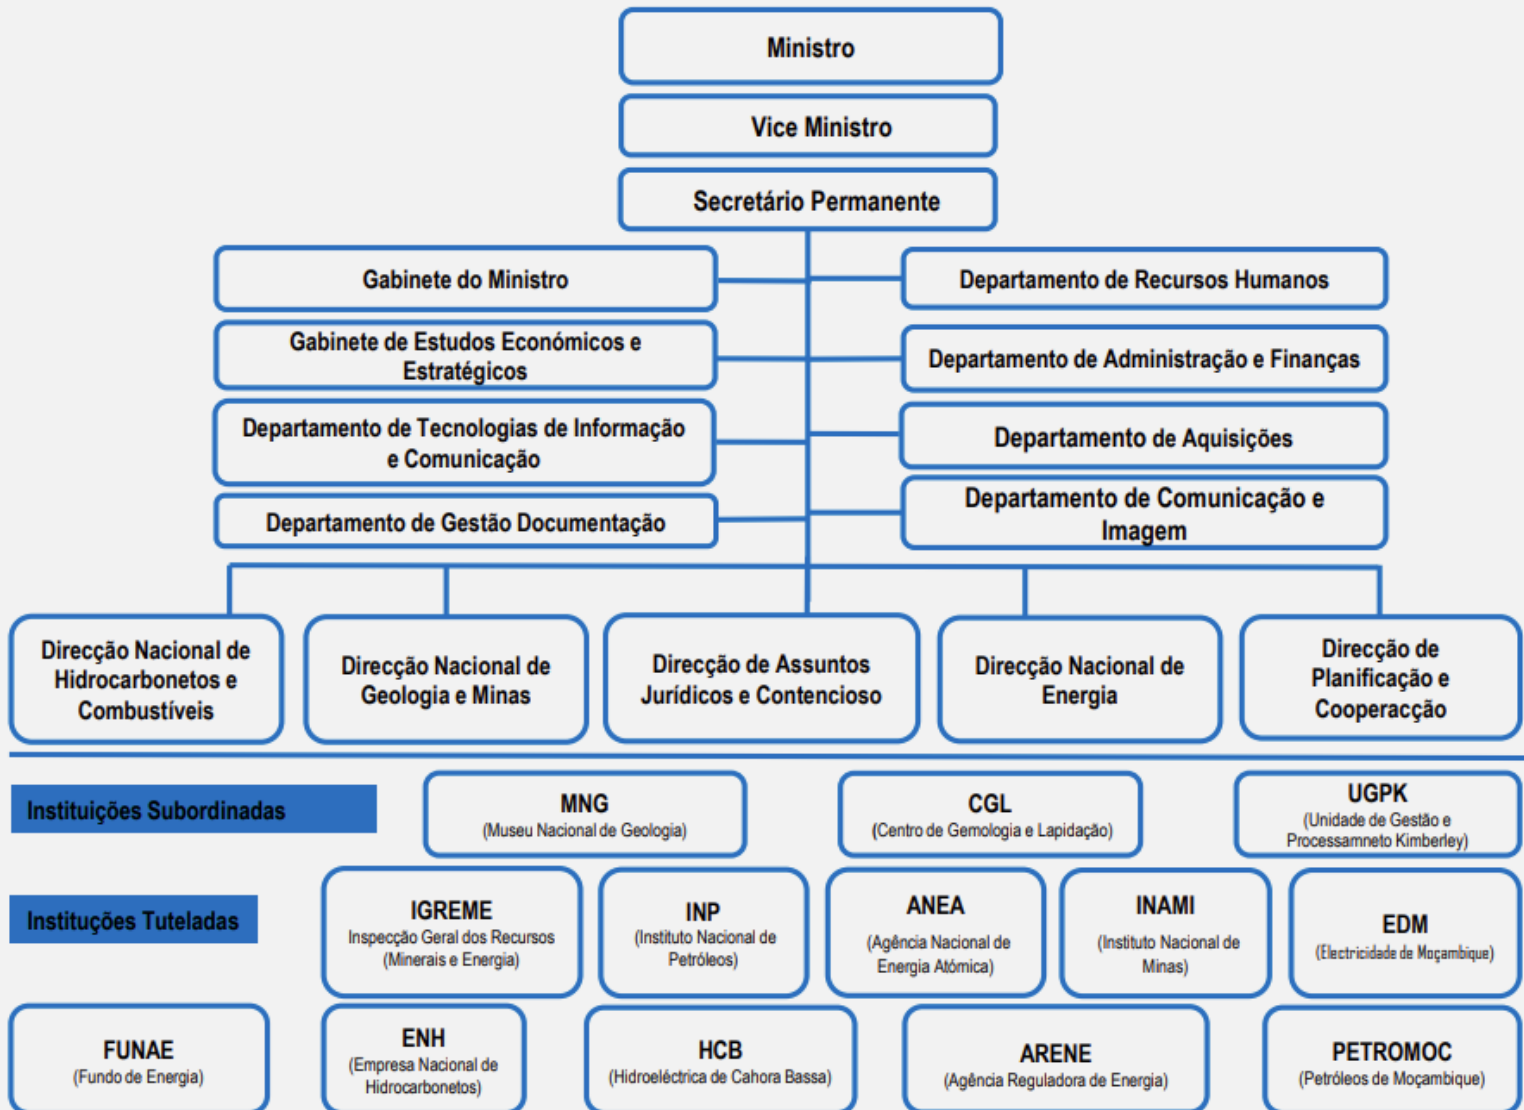 Ministro
Vice Ministro
Secretário Permanente
Gabinete do Ministro
Departamento de Recursos Humanos
Gabinete de Estudos Económicos e
Estratégicos
Departamento de Administração e Finanças
Departamento de Tecnologias de Informação
e Comunicação
Departamento de Aquisições
Departamento de Gestão Documentação
Departamento de Comunicação e
Imagem
Direcção Nacional de
Hidrocarbonetos e
Combustíveis
Direcção Nacional de
Geologia e Minas
Direcção de Assuntos
Jurídicos e Contencioso
Direcção Nacional de
Energia
Direcção de
Planificação e
Cooperacção
Instituições Subordinadas
MNG
(Museu Nacional de Geologia)
CGL
(Centro de Gemologia e Lapidação)
UGPK
(Unidade de Gestão e
Processamneto Kimberley)
Instituções Tuteladas
IGREME
Inspecção Geral dos Recursos
(Minerais e Energia)
INP
(Instituto Nacional de
Petróleos)
ANEA
(Agência Nacional de
Energia Atómica)
INAMI
(Instituto Nacional de
Minas)
EDM
(Electricidade de Moçambique)
FUNAE
(Fundo de Energia)
ENH
(Empresa Nacional de
Hidrocarbonetos)
HCB
(Hidroeléctrica de Cahora Bassa)
ARENE
(Agência Reguladora de Energia)
PETROMOC
(Petróleos de Moçambique)